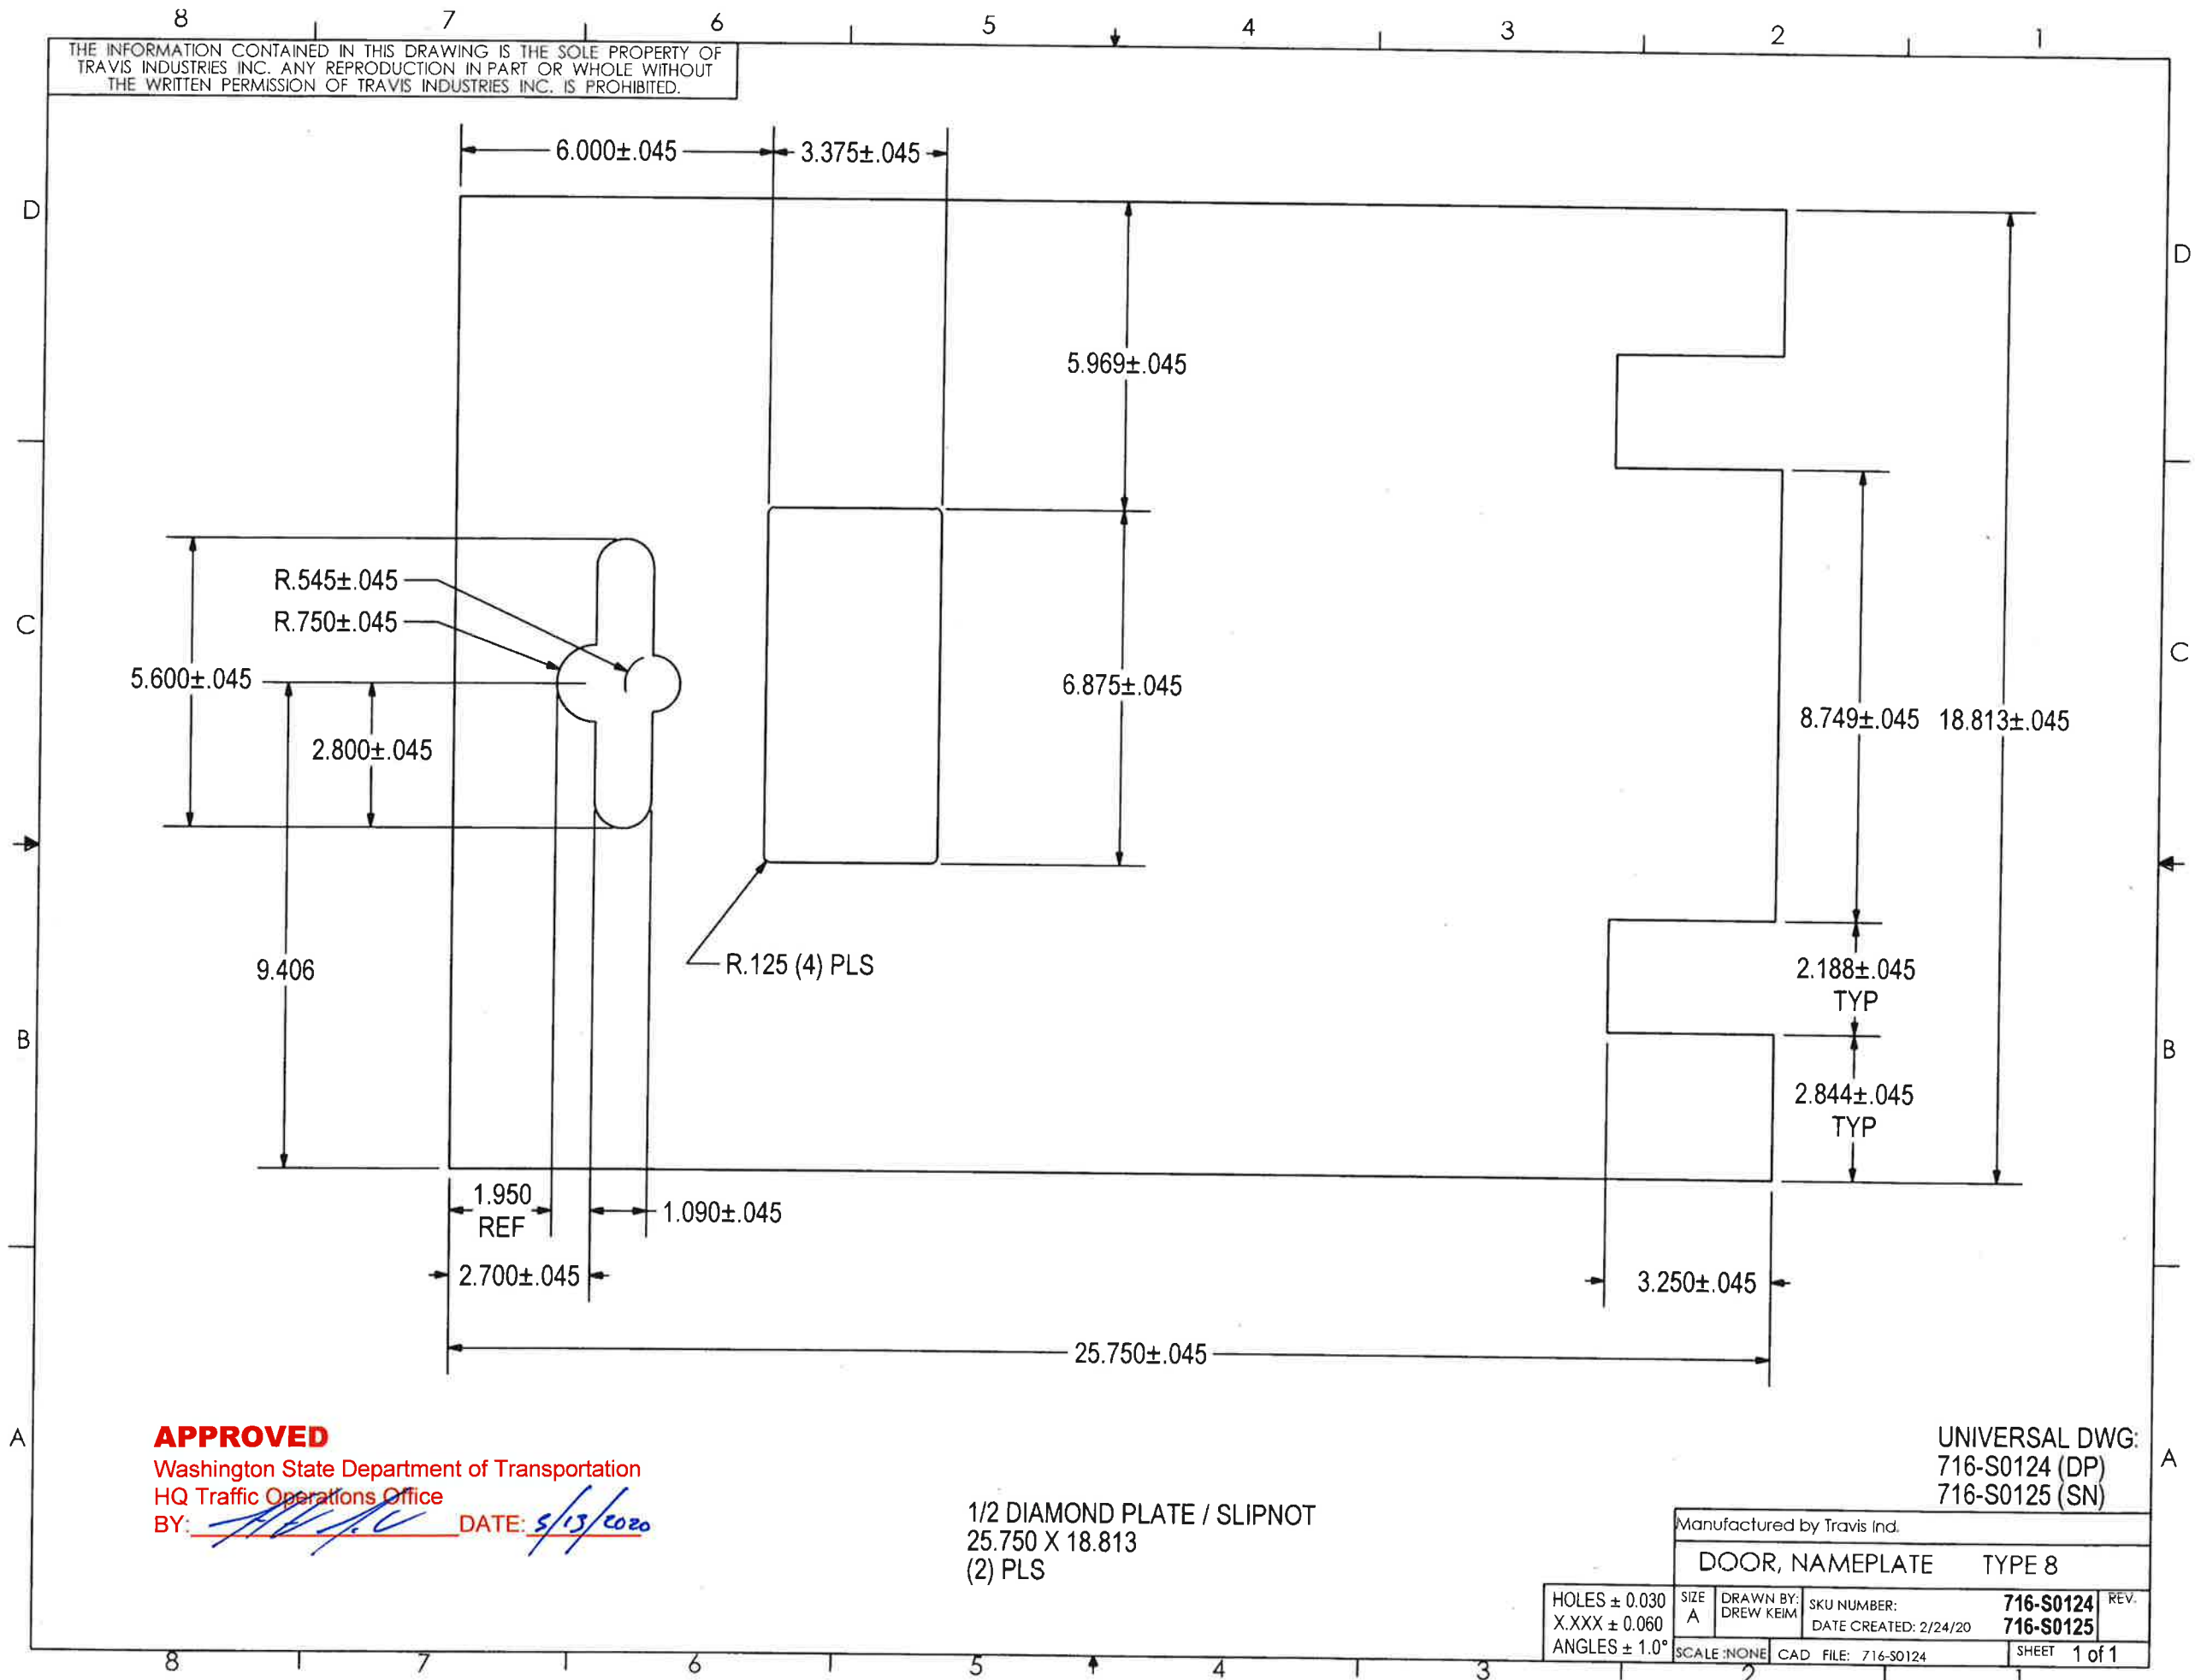 8 7 6 5 4 3 2 1
THE INFORMATION CONTAINED IN THIS DRAWING IS THE SOLE PROPERTY OF
TRAVIS INDUSTRIES INC. ANY REPRODUCTION IN PART OR WHOLE WITHOUT
THE WRITTEN PERMISSION OF TRAVIS INDUSTRIES INC. IS PROHIBITED.
6.000±.045
3.375±.045
D
D
5.969±.045
R.545±.045
R.750±.045
C
C
5.600±.045
6.875±.045
8.749±.045
18.813±.045
2.800±.045
9.406
R.125 (4) PLS
2.188±.045
TYP
B
B
2.844±.045
TYP
1.950
REF
1.090±.045
2.700±.045
3.250±.045
25.750±.045
A
A
APPROVED
Washington State Department of Transportation
HQ Traffic Operations Office
BY:
DATE: 5/13/2020
1/2 DIAMOND PLATE / SLIPNOT
25.750 X 18.813
(2) PLS
UNIVERSAL DWG:
716-S0124 (DP)
716-S0125 (SN)
Manufactured by Travis Ind.
DOOR, NAMEPLATE TYPE 8
HOLES ± 0.030
X.XXX ± 0.060
ANGLES ± 1.0°
SIZE
A
DRAWN BY:
DREW KEIM
SKU NUMBER:
DATE CREATED: 2/24/20
716-S0124
716-S0125
REV.
SCALE :NONE
CAD FILE: 716-S0124
SHEET 1 of 1
8 7 6 5 4 3 2 1